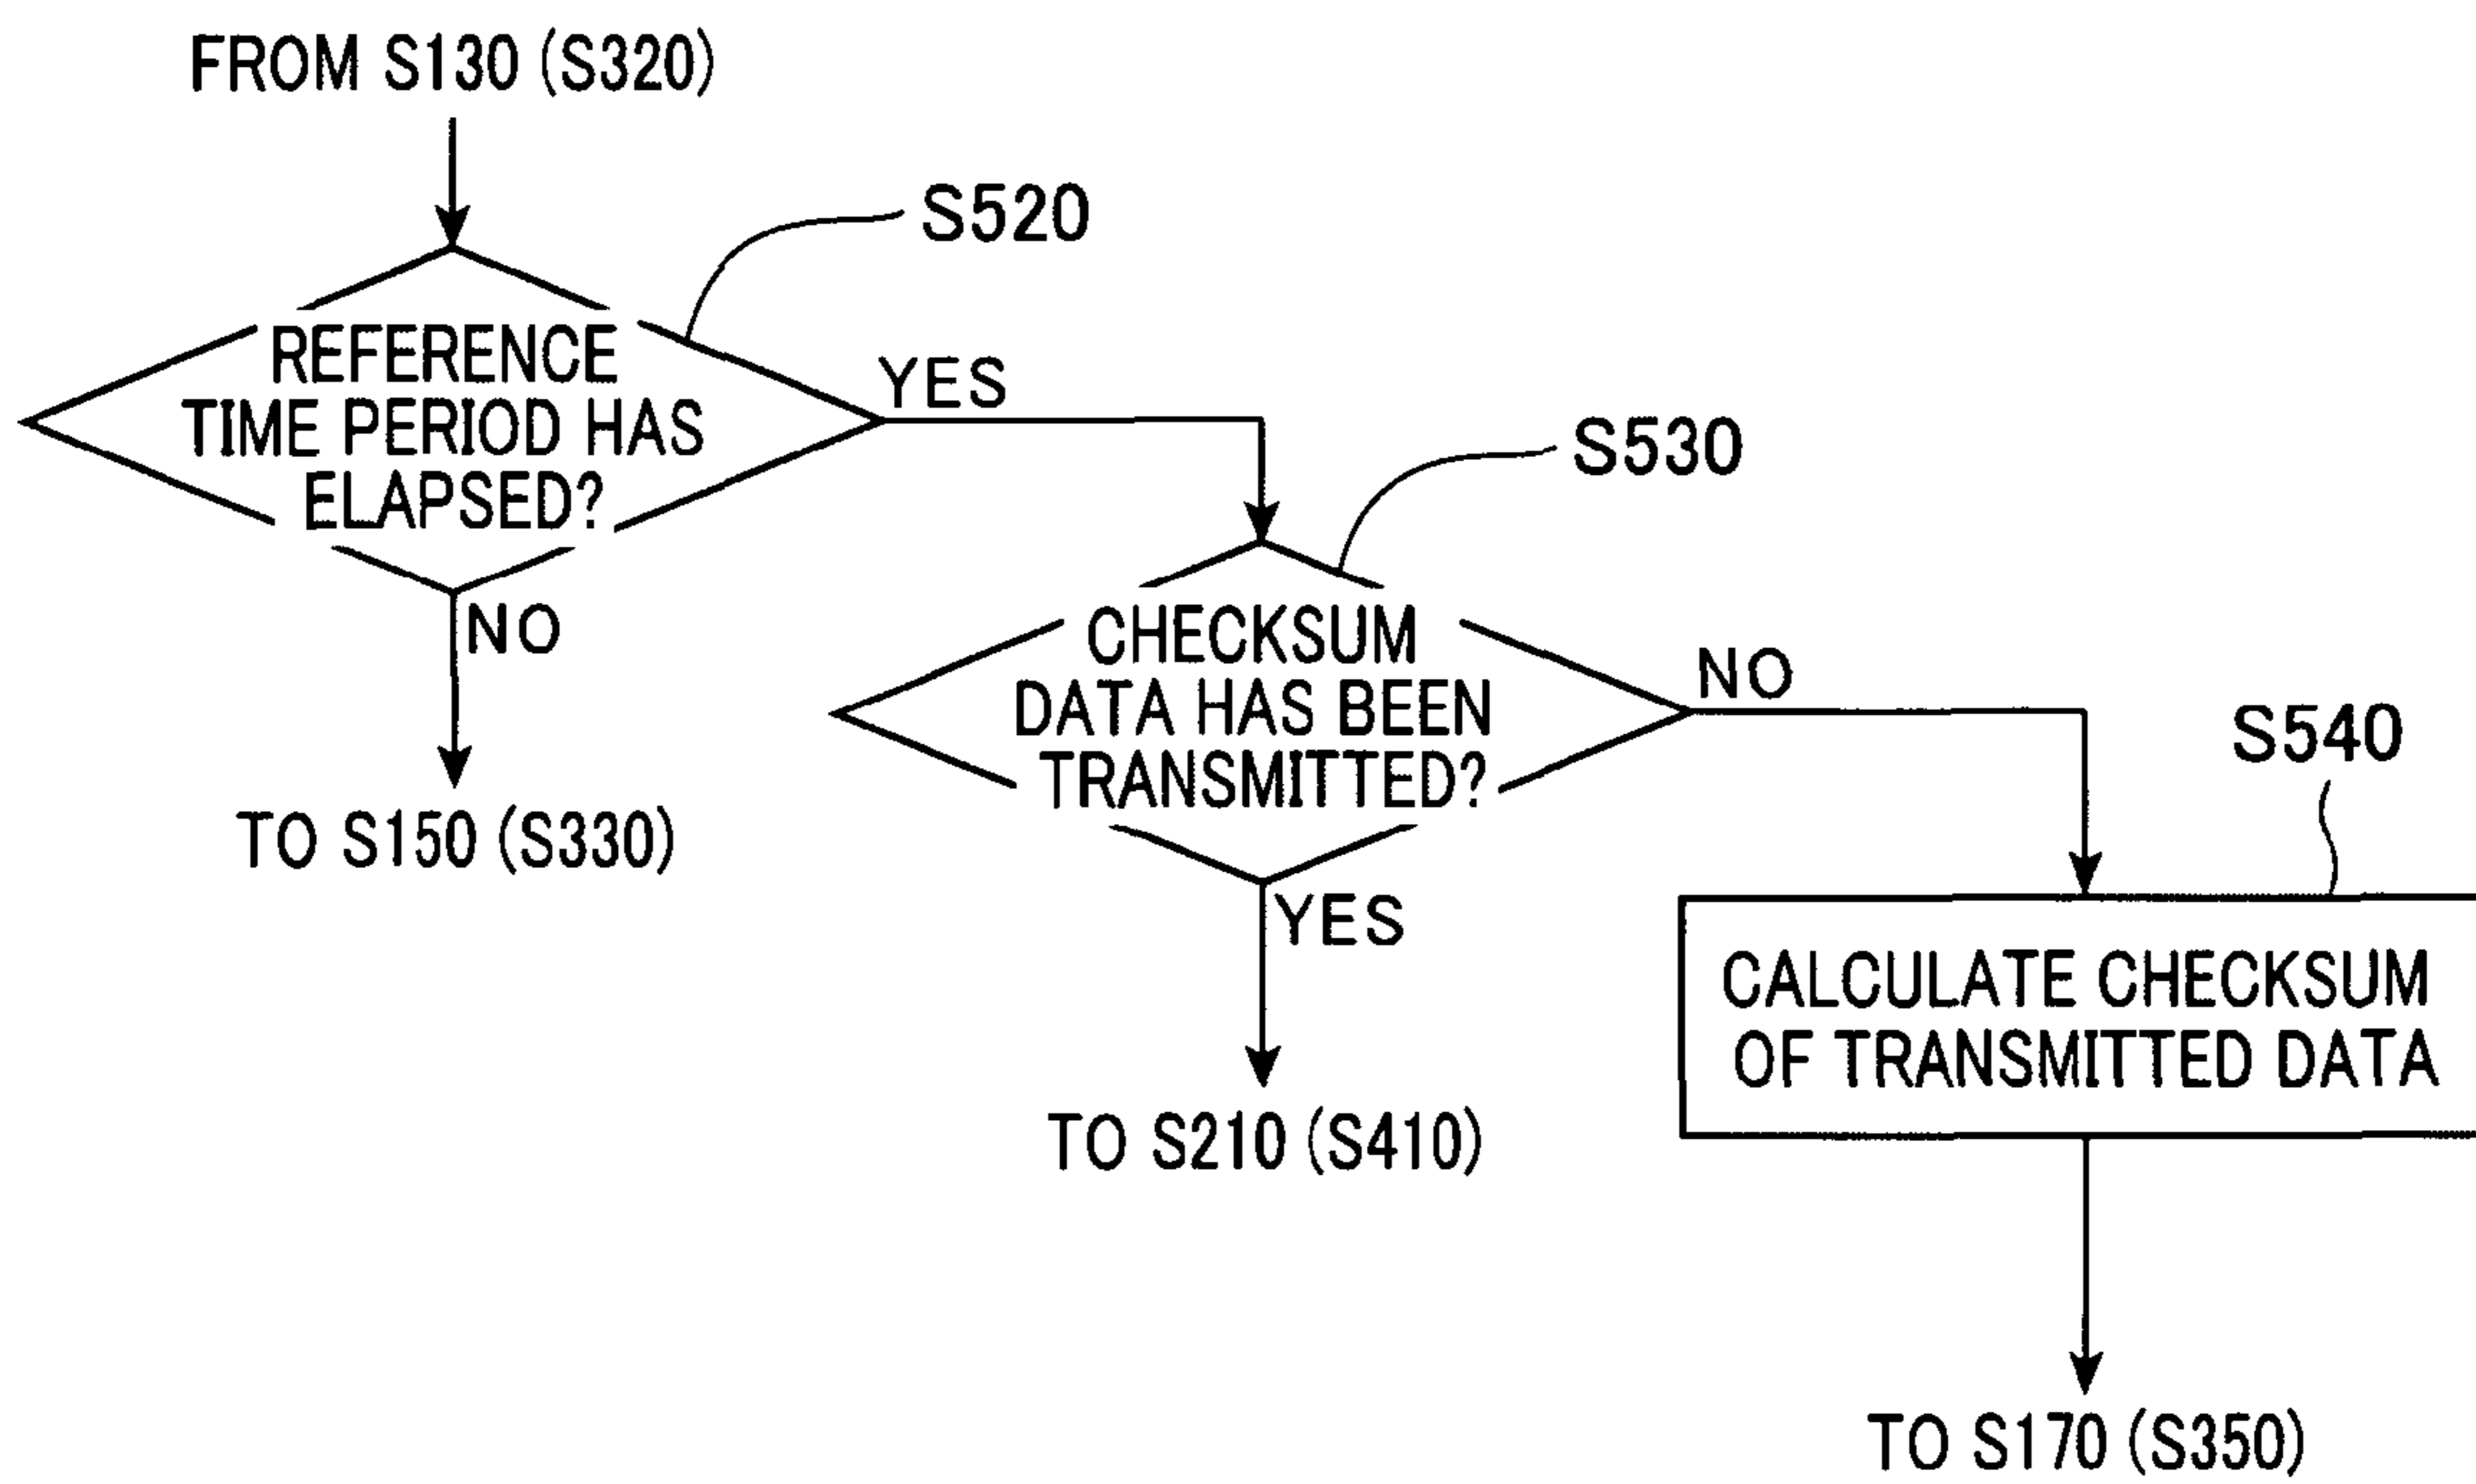 FROM S130 (S320)
S520
REFERENCE
TIME PERIOD HAS
ELAPSED?
YES
NO
TO S150 (S330)
S530
CHECKSUM
DATA HAS BEEN
TRANSMITTED?
NO
YES
TO S210 (S410)
S540
CALCULATE CHECKSUM
OF TRANSMITTED DATA
TO S170 (S350)